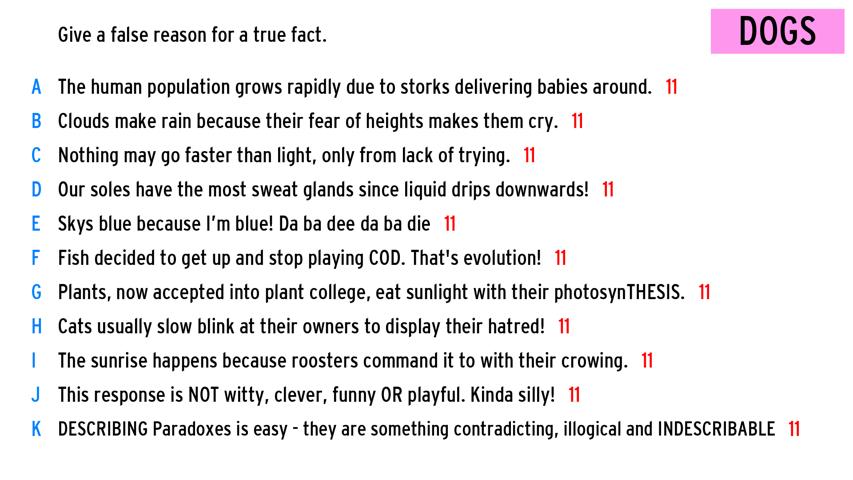 Give a false reason for a true fact.
DOGS
A The human population grows rapidly due to storks delivering babies around. 11
B Clouds make rain because their fear of heights makes them cry. 11
C Nothing may go faster than light, only from lack of trying. 11
D Our soles have the most sweat glands since liquid drips downwards! 11
E Skys blue because I'm blue! Da ba dee da ba die 11
F Fish decided to get up and stop playing COD. That's evolution! 11
G Plants, now accepted into plant college, eat sunlight with their photosynTHESIS. 11
H Cats usually slow blink at their owners to display their hatred! 11
I The sunrise happens because roosters command it to with their crowing. 11
J This response is NOT witty, clever, funny OR playful. Kinda silly! 11
K DESCRIBING Paradoxes is easy - they are something contradicting, illogical and INDESCRIBABLE 11